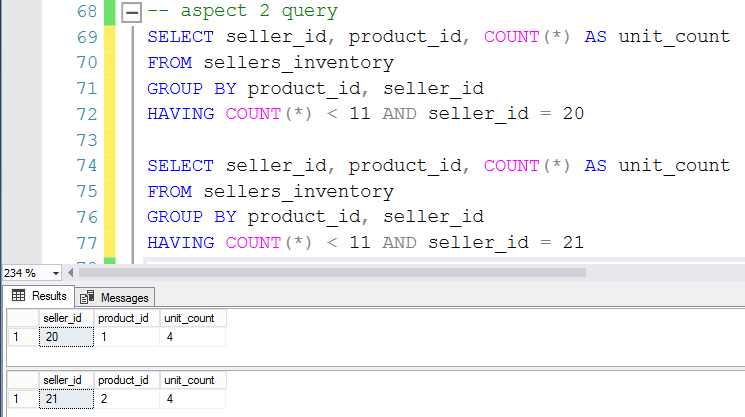 68 -- aspect 2 query
69 SELECT seller_id, product_id, COUNT(*) AS unit_count
70 FROM sellers_inventory
71 GROUP BY product_id, seller_id
72 HAVING COUNT(*) < 11 AND seller_id = 20
73
74 SELECT seller_id, product_id, COUNT(*) AS unit_count
75 FROM sellers_inventory
76 GROUP BY product_id, seller_id
77 HAVING COUNT(*) < 11 AND seller_id = 21
234 %
Results Messages
seller_id product_id unit_count
1 20 1 4
seller_id product_id unit_count
1 21 2 4